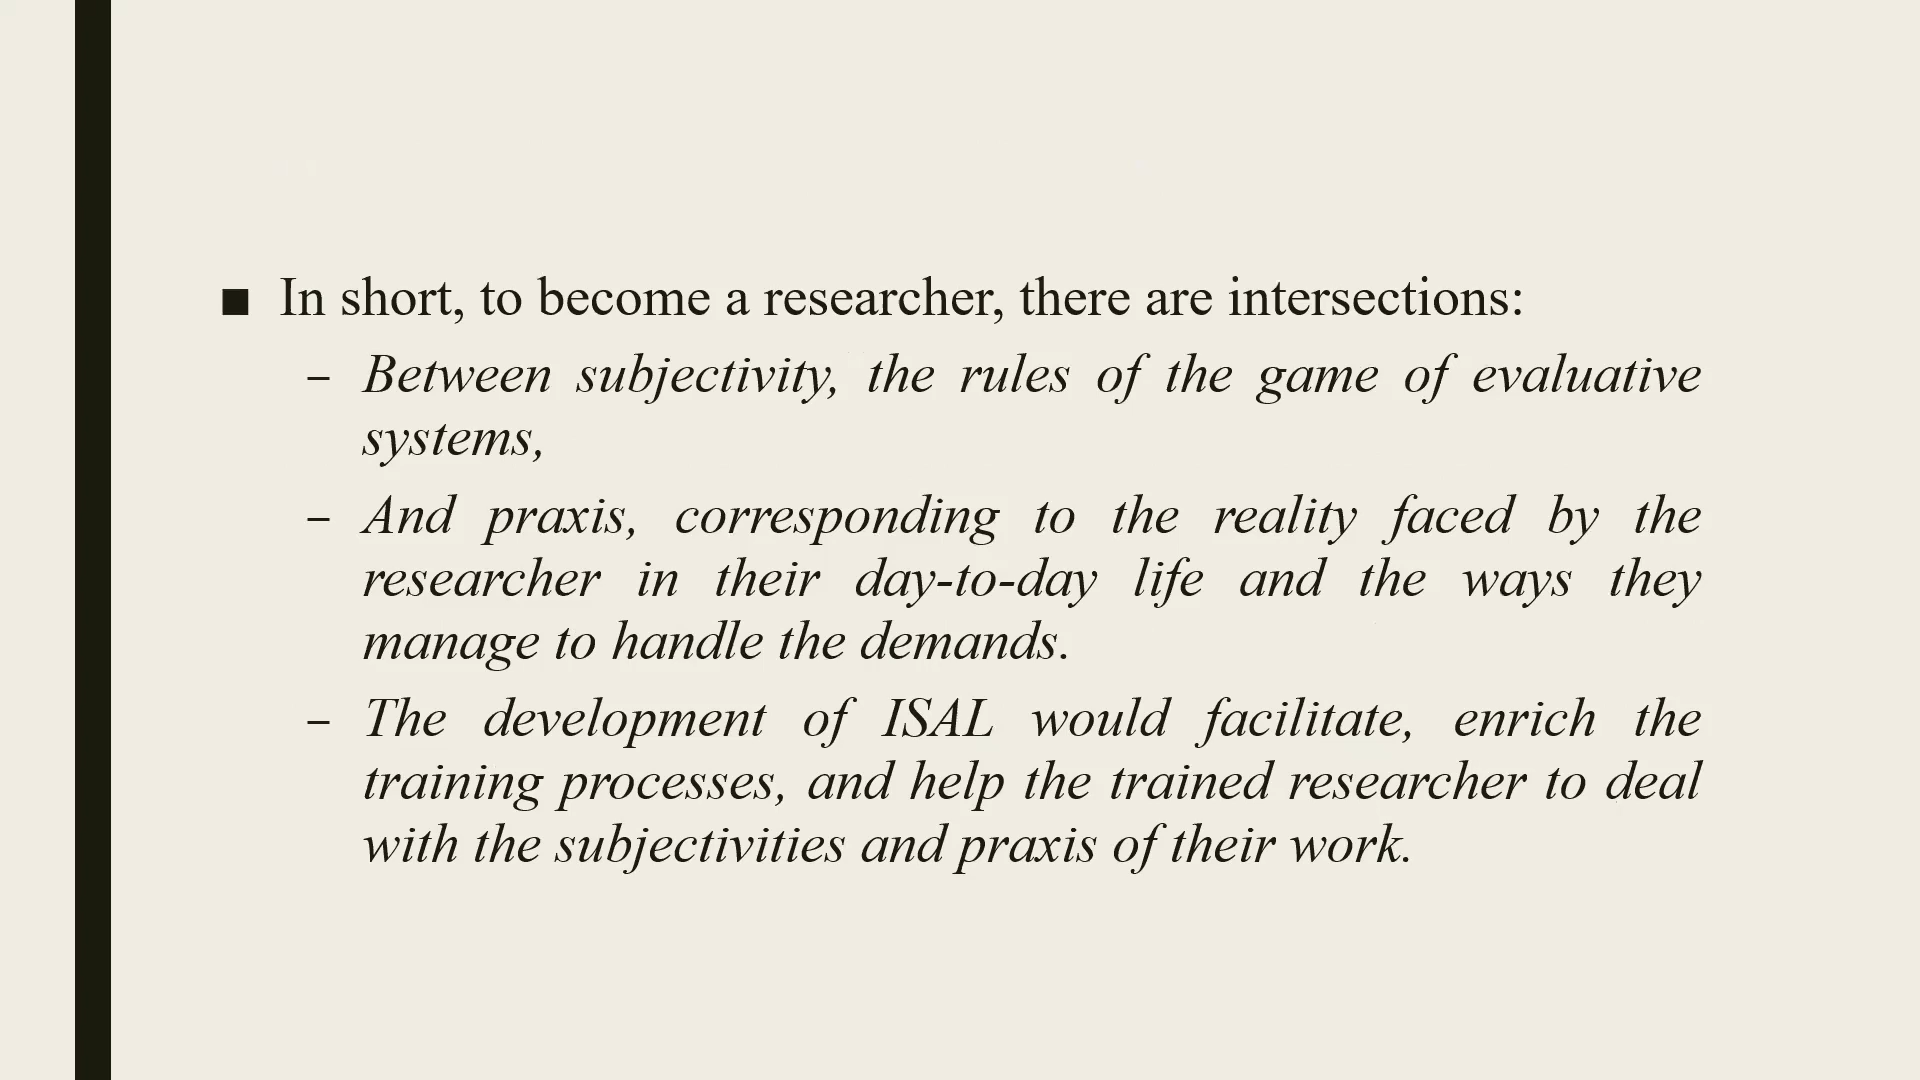 ■ In short, to become a researcher, there are intersections:
– Between subjectivity, the rules of the game of evaluative
systems,
– And praxis, corresponding to the reality faced by the
researcher in their day-to-day life and the ways they
manage to handle the demands.
– The development of ISAL would facilitate, enrich the
training processes, and help the trained researcher to deal
with the subjectivities and praxis of their work.